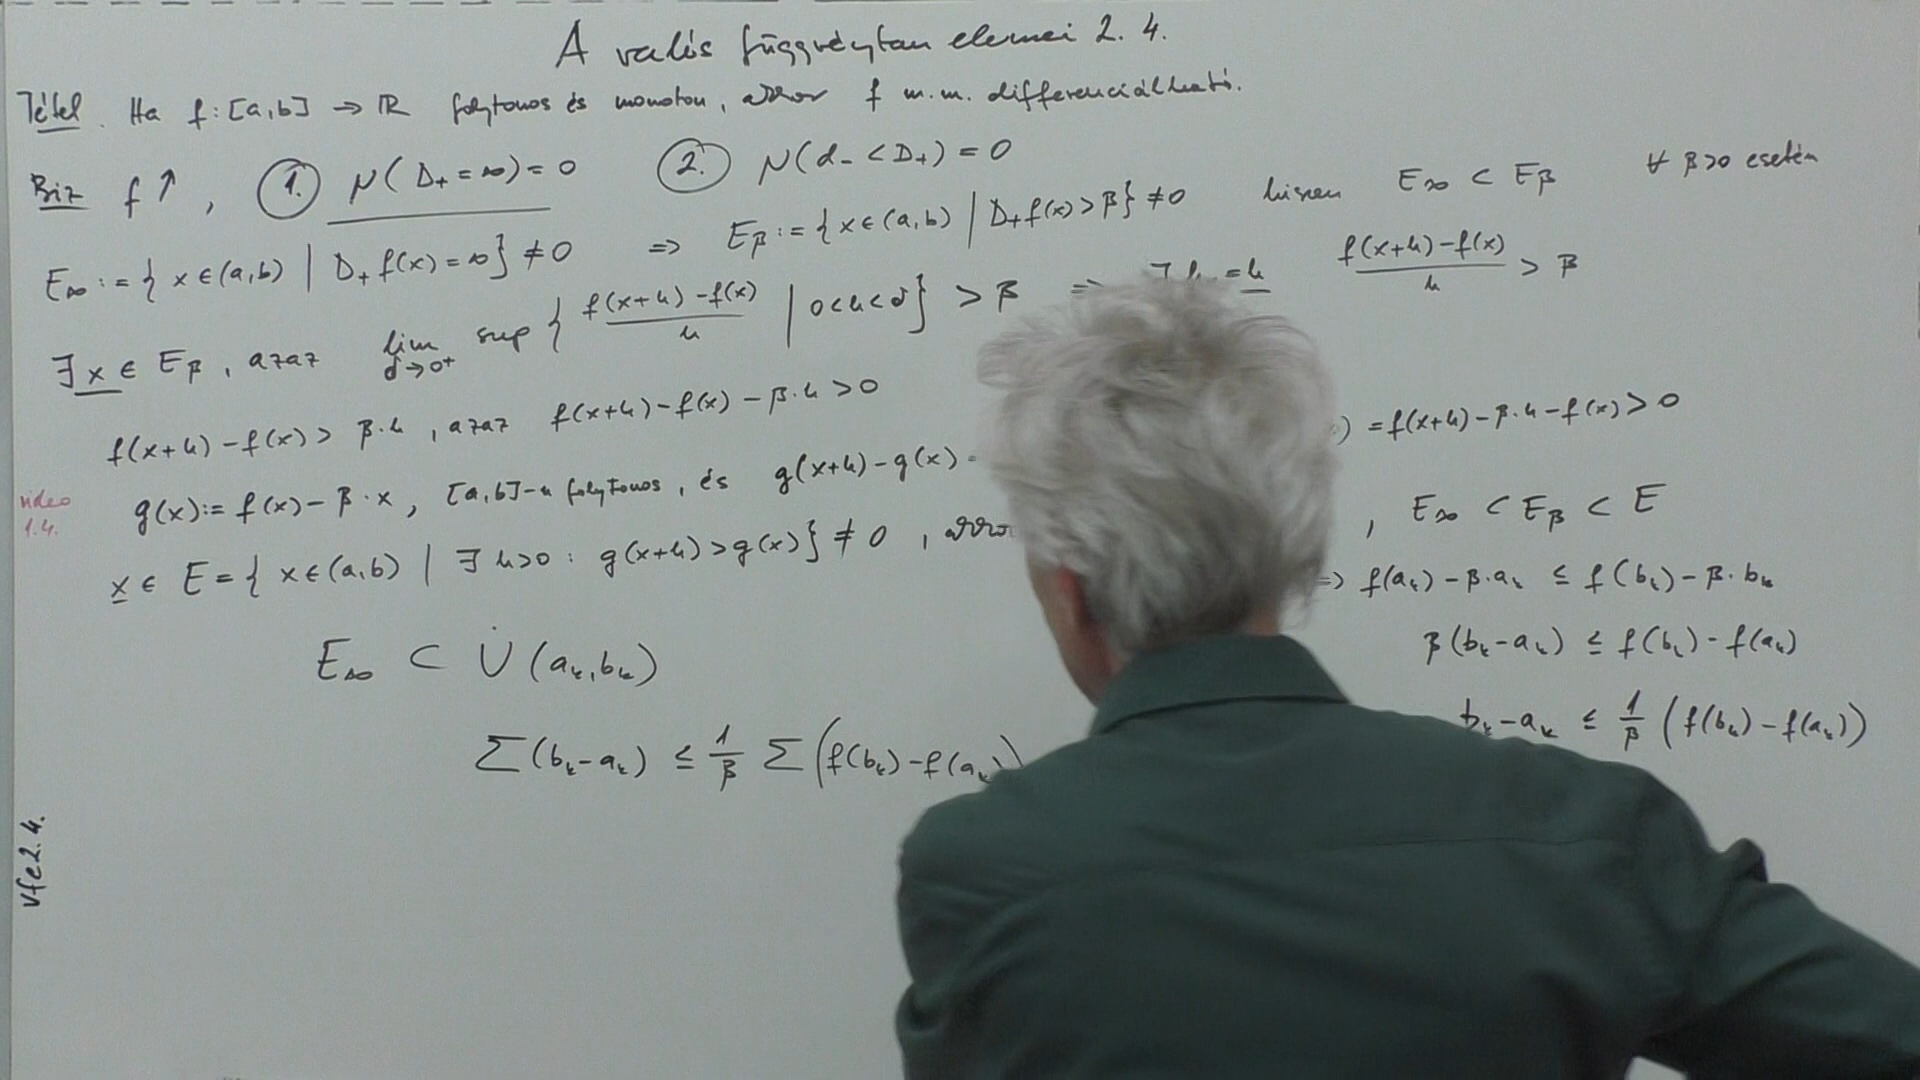 A valós függvénytan elemei 2. 4.
Tétel. Ha f: [a,b] → ℝ folytonos és monoton, akkor f m.m. differenciálható.
Biz f↑, 1. μ(D₊ = ∞) = 0 2. μ(d₋ < D₊) = 0
E∞ := { x ∈ (a,b) | D₊ f(x) = ∞ } ≠ 0 ⇒ Eβ := { x ∈ (a,b) | D₊ f(x) > β } ≠ 0 hiszen E∞ ⊂ Eβ ∀ β>0 esetén
∃ x ∈ Eβ, azaz lim δ→0⁺ sup { (f(x+h) − f(x))/h | 0<h<δ } > β ⇒ = h (f(x+h) − f(x))/h > β
f(x+h) − f(x) > β·h, azaz f(x+h) − f(x) − β·h > 0
g(x) := f(x) − β·x, [a,b]-n folytonos, és g(x+h) − g(x) = ) = f(x+h) − β·h − f(x) > 0
video 1.4.
x ∈ E = { x ∈ (a,b) | ∃ h>0 : g(x+h) > g(x) } ≠ 0, , E∞ ⊂ Eβ ⊂ E
⇒ f(aₖ) − β·aₖ ≤ f(bₖ) − β·bₖ
E∞ ⊂ ∪̇ (aₖ, bₖ) β(bₖ − aₖ) ≤ f(bₖ) − f(aₖ)
Σ(bₖ − aₖ) ≤ 1/β Σ(f(bₖ) − f(aₖ)) bₖ − aₖ ≤ 1/β (f(bₖ) − f(aₖ))
Vfe2.4.